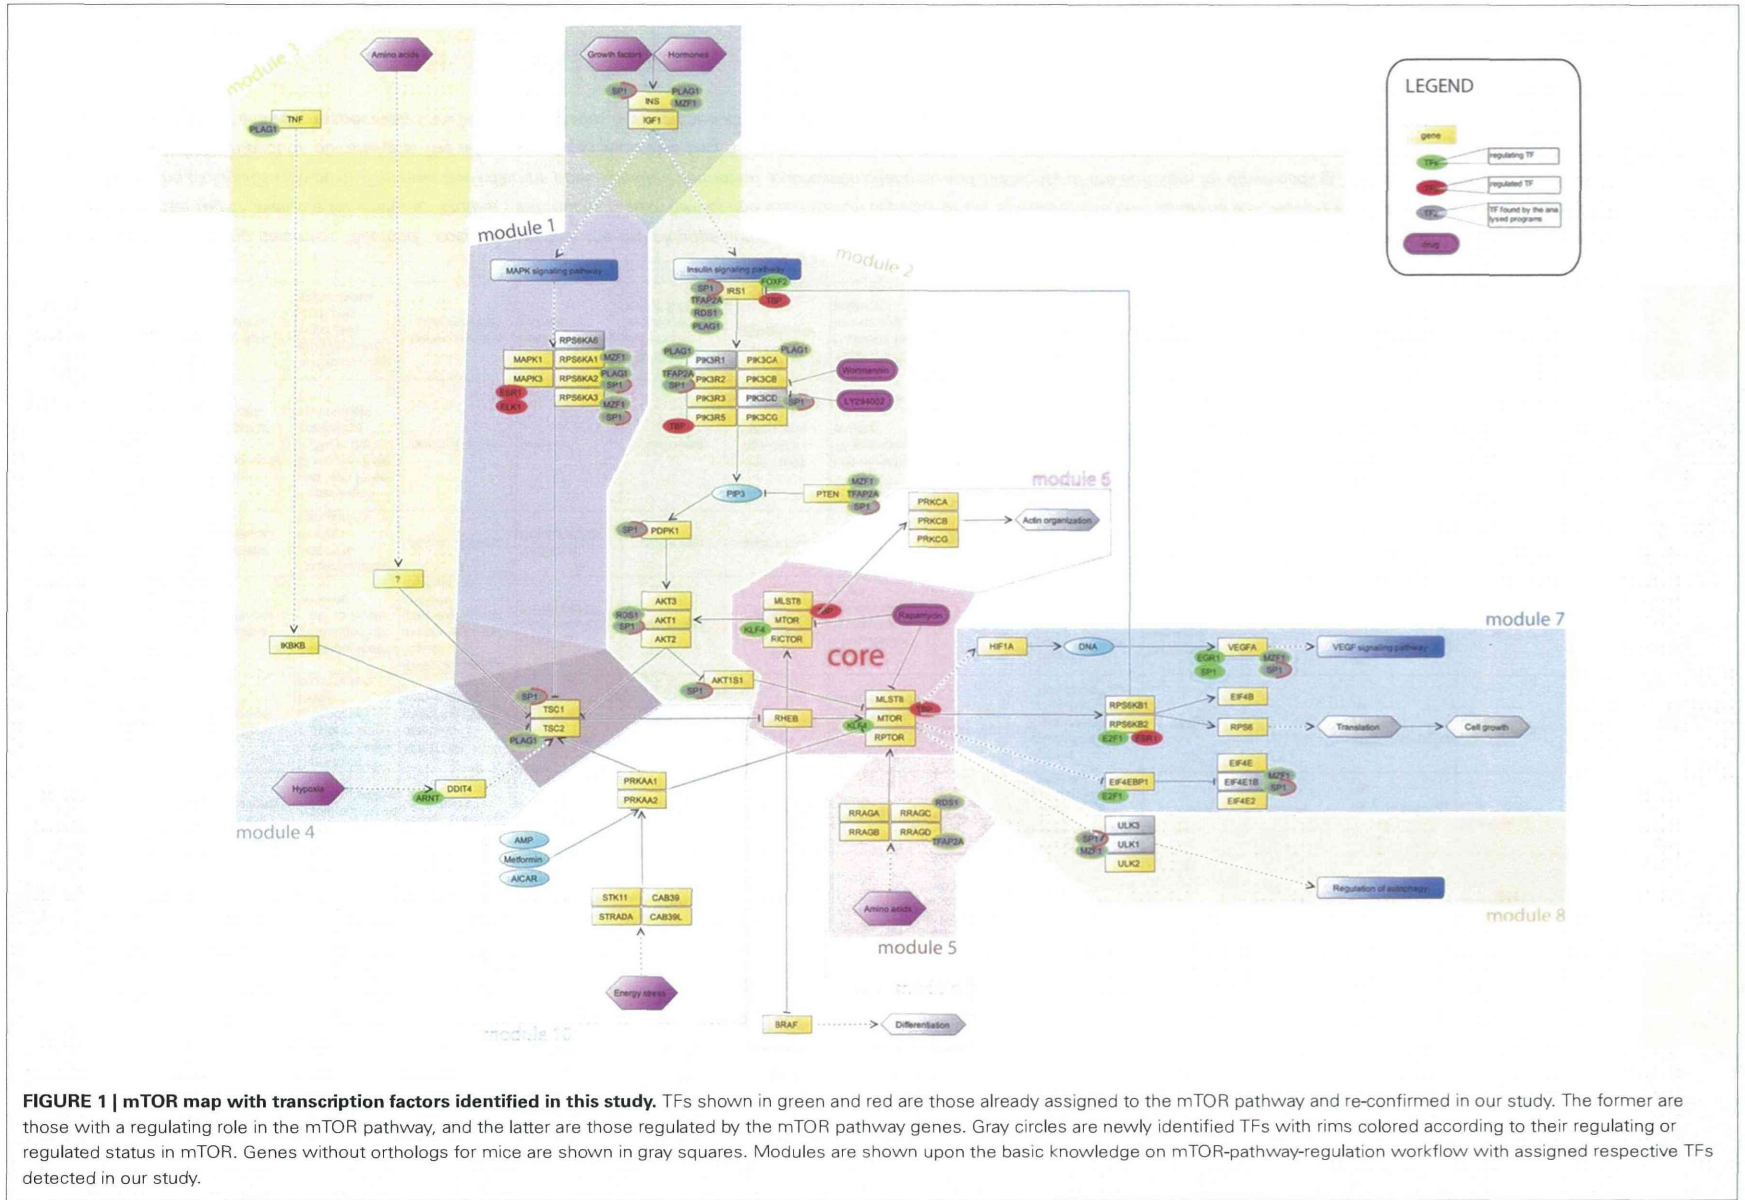 module 3
Amino acids
TNF
PLAG1
?
IKBKB
Growth factors
Hormones
SP1
PLAG1
INS
MZF1
IGF1
module 1
MAPK signaling pathway
RPS6KA6
MAPK1
RPS6KA1
MZF1
MAPK3
RPS6KA2
PLAG1
SP1
ESR1
RPS6KA3
MZF1
ELK1
SP1
module 2
Insulin signaling pathway
FOXF2
SP1
IRS1
TFAP2A
TBP
RDS1
PLAG1
PLAG1
PLAG1
PIK3R1
PIK3CA
TFAP2A
PIK3R2
PIK3CB
SP1
PIK3R3
PIK3CD
SP1
PIK3R5
PIK3CG
TBP
Wortmannin
LY294002
PIP3
PTEN
MZF1
TFAP2A
SP1
SP1
PDPK1
AKT3
RDS1
AKT1
SP1
AKT2
SP1
AKT1S1
module 6
PRKCA
PRKCB
PRKCG
Actin organization
MLST8
MTOR
TBP
KLF4
RICTOR
Rapamycin
core
MLST8
TBP
MTOR
KLF4
RPTOR
RHEB
SP1
TSC1
TSC2
PLAG1
module 4
Hypoxia
DDIT4
ARNT
PRKAA1
PRKAA2
AMP
Metformin
AICAR
STK11
CAB39
STRADA
CAB39L
Energy stress
module 10
BRAF
Differentiation
RRAGA
RRAGC
RDS1
RRAGB
RRAGD
TFAP2A
Amino acids
module 5
module 7
HIF1A
DNA
VEGFA
VEGF signaling pathway
EGR1
MZF1
SP1
SP1
RPS6KB1
RPS6KB2
E2F1
ESR1
EIF4B
RPS6
Translation
Cell growth
EIF4EBP1
E2F1
EIF4E
EIF4E1B
MZF1
SP1
EIF4E2
ULK3
SP1
ULK1
MZF1
ULK2
Regulation of autophagy
module 8
LEGEND
gene
TFs
regulating TF
regulated TF
TF found by the ana
lysed programs
drug
FIGURE 1 | mTOR map with transcription factors identified in this study. TFs shown in green and red are those already assigned to the mTOR pathway and re-confirmed in our study. The former are
those with a regulating role in the mTOR pathway, and the latter are those regulated by the mTOR pathway genes. Gray circles are newly identified TFs with rims colored according to their regulating or
regulated status in mTOR. Genes without orthologs for mice are shown in gray squares. Modules are shown upon the basic knowledge on mTOR-pathway-regulation workflow with assigned respective TFs
detected in our study.